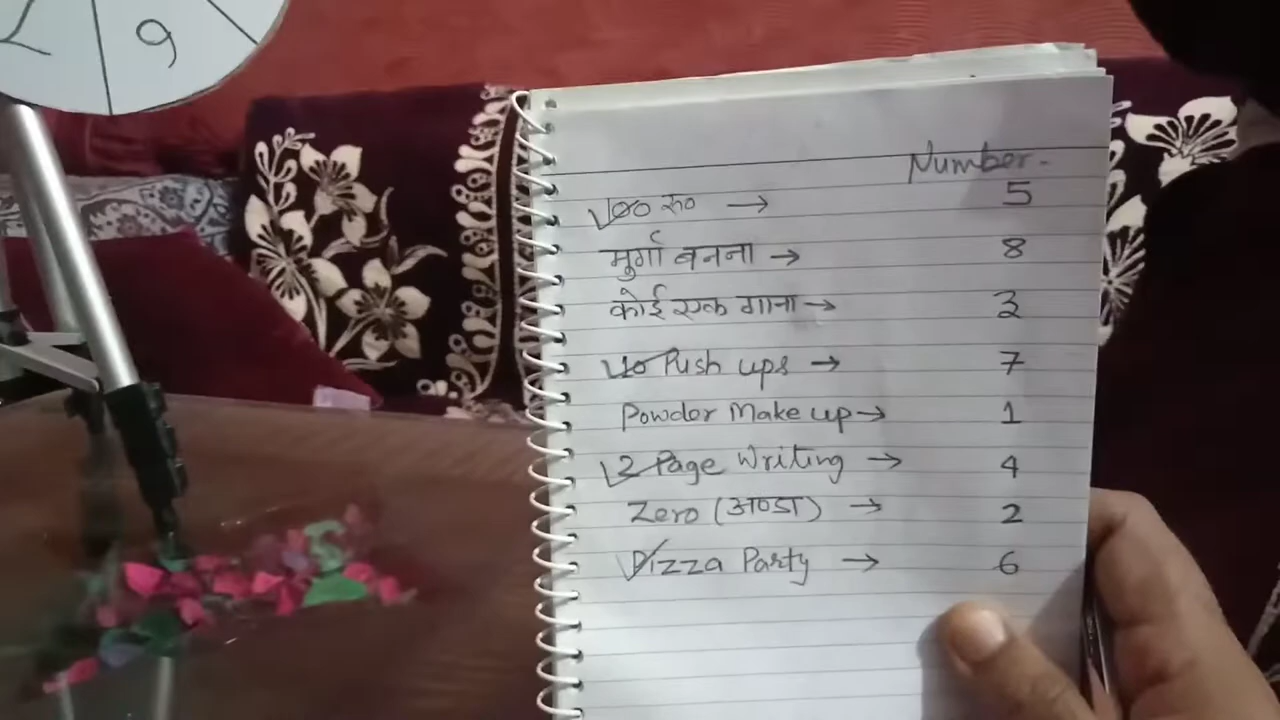 9
Number.
100 रु० → 5
मुर्गा बनना → 8
कोई एक गाना → 3
10 Push ups → 7
Powder Make up → 1
2 Page Writing → 4
Zero (अण्डा) → 2
Pizza Party → 6